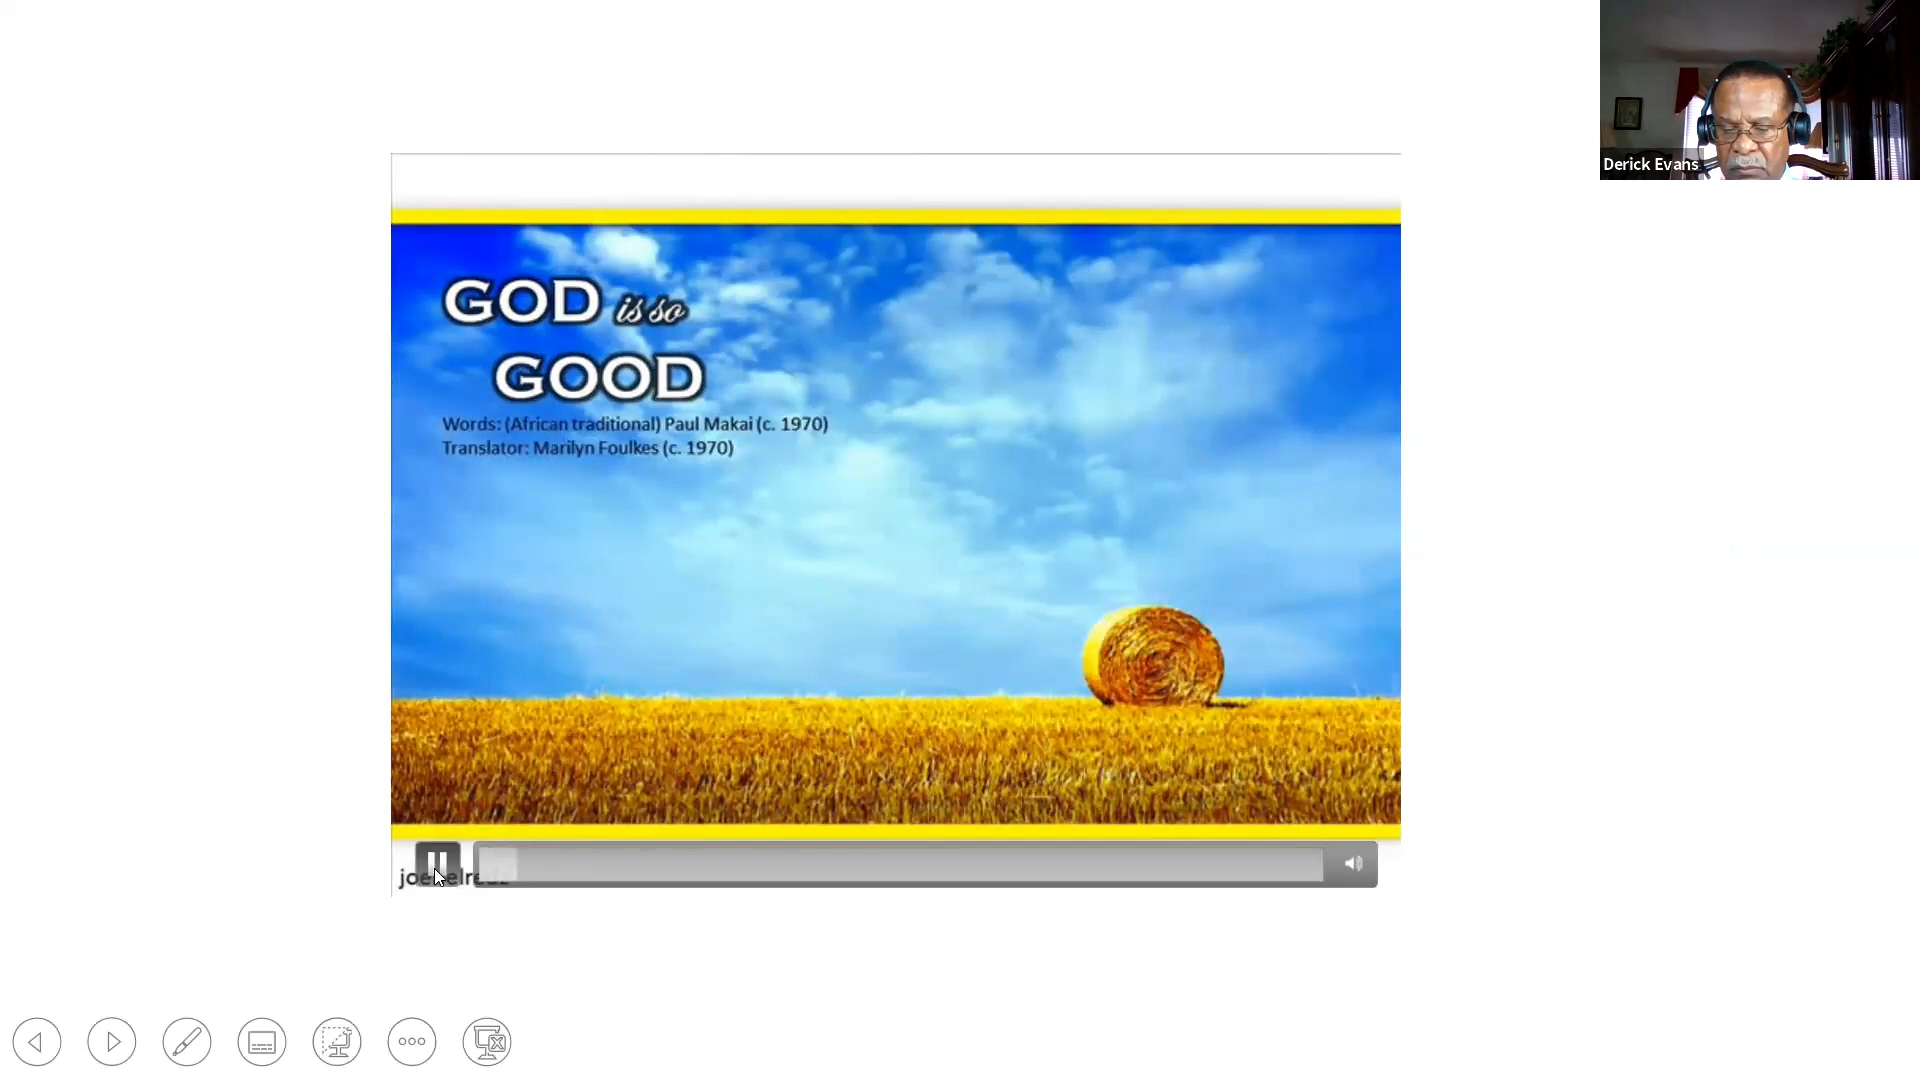 Derick Evans
GOD is so
GOOD
Words: (African traditional) Paul Makai (c. 1970)
Translator: Marilyn Foulkes (c. 1970)